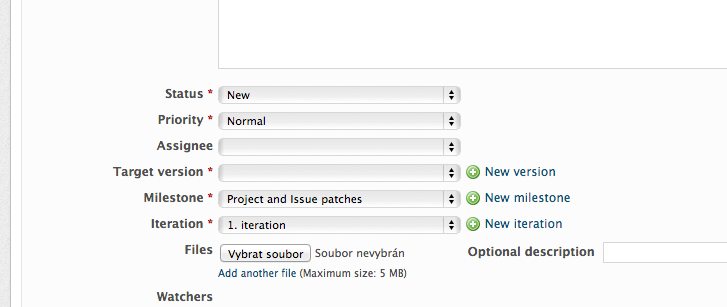 Status * New
Priority * Normal
Assignee
Target version * New version
Milestone * Project and Issue patches New milestone
Iteration * 1. iteration New iteration
Files Vybrat soubor Soubor nevybrán Optional description
Add another file (Maximum size: 5 MB)
Watchers